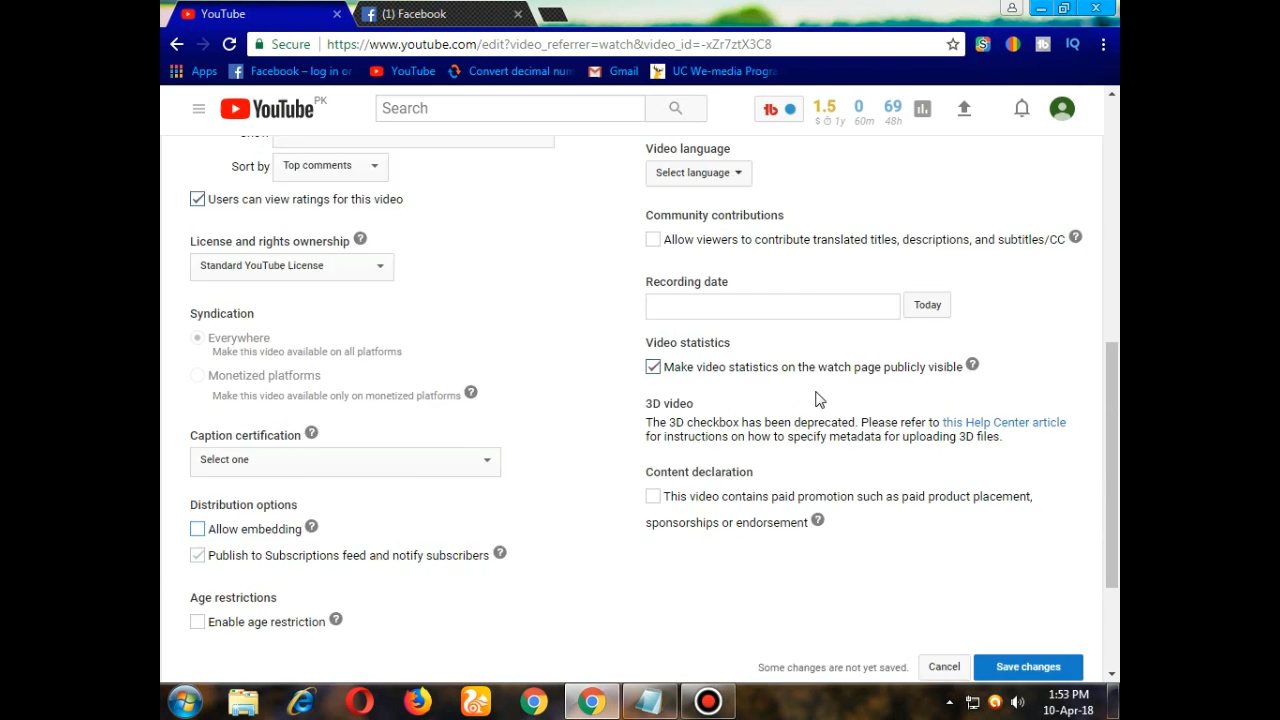 YouTube
(1) Facebook
Secure
https://www.youtube.com/edit?video_referrer=watch&video_id=-xZr7ztX3C8
Apps
Facebook – log in or
YouTube
Convert decimal num
Gmail
UC We-media Progra
IQ
YouTube PK
Search
tb
1.5
0
69
$ 1y
60m
48h
Sort by
Top comments
Users can view ratings for this video
License and rights ownership
Standard YouTube License
Syndication
Everywhere
Make this video available on all platforms
Monetized platforms
Make this video available only on monetized platforms
Caption certification
Select one
Distribution options
Allow embedding
Publish to Subscriptions feed and notify subscribers
Age restrictions
Enable age restriction
Video language
Select language
Community contributions
Allow viewers to contribute translated titles, descriptions, and subtitles/CC
Recording date
Today
Video statistics
Make video statistics on the watch page publicly visible
3D video
The 3D checkbox has been deprecated. Please refer to this Help Center article
for instructions on how to specify metadata for uploading 3D files.
Content declaration
This video contains paid promotion such as paid product placement,
sponsorships or endorsement
Some changes are not yet saved.
Cancel
Save changes
1:53 PM
10-Apr-18